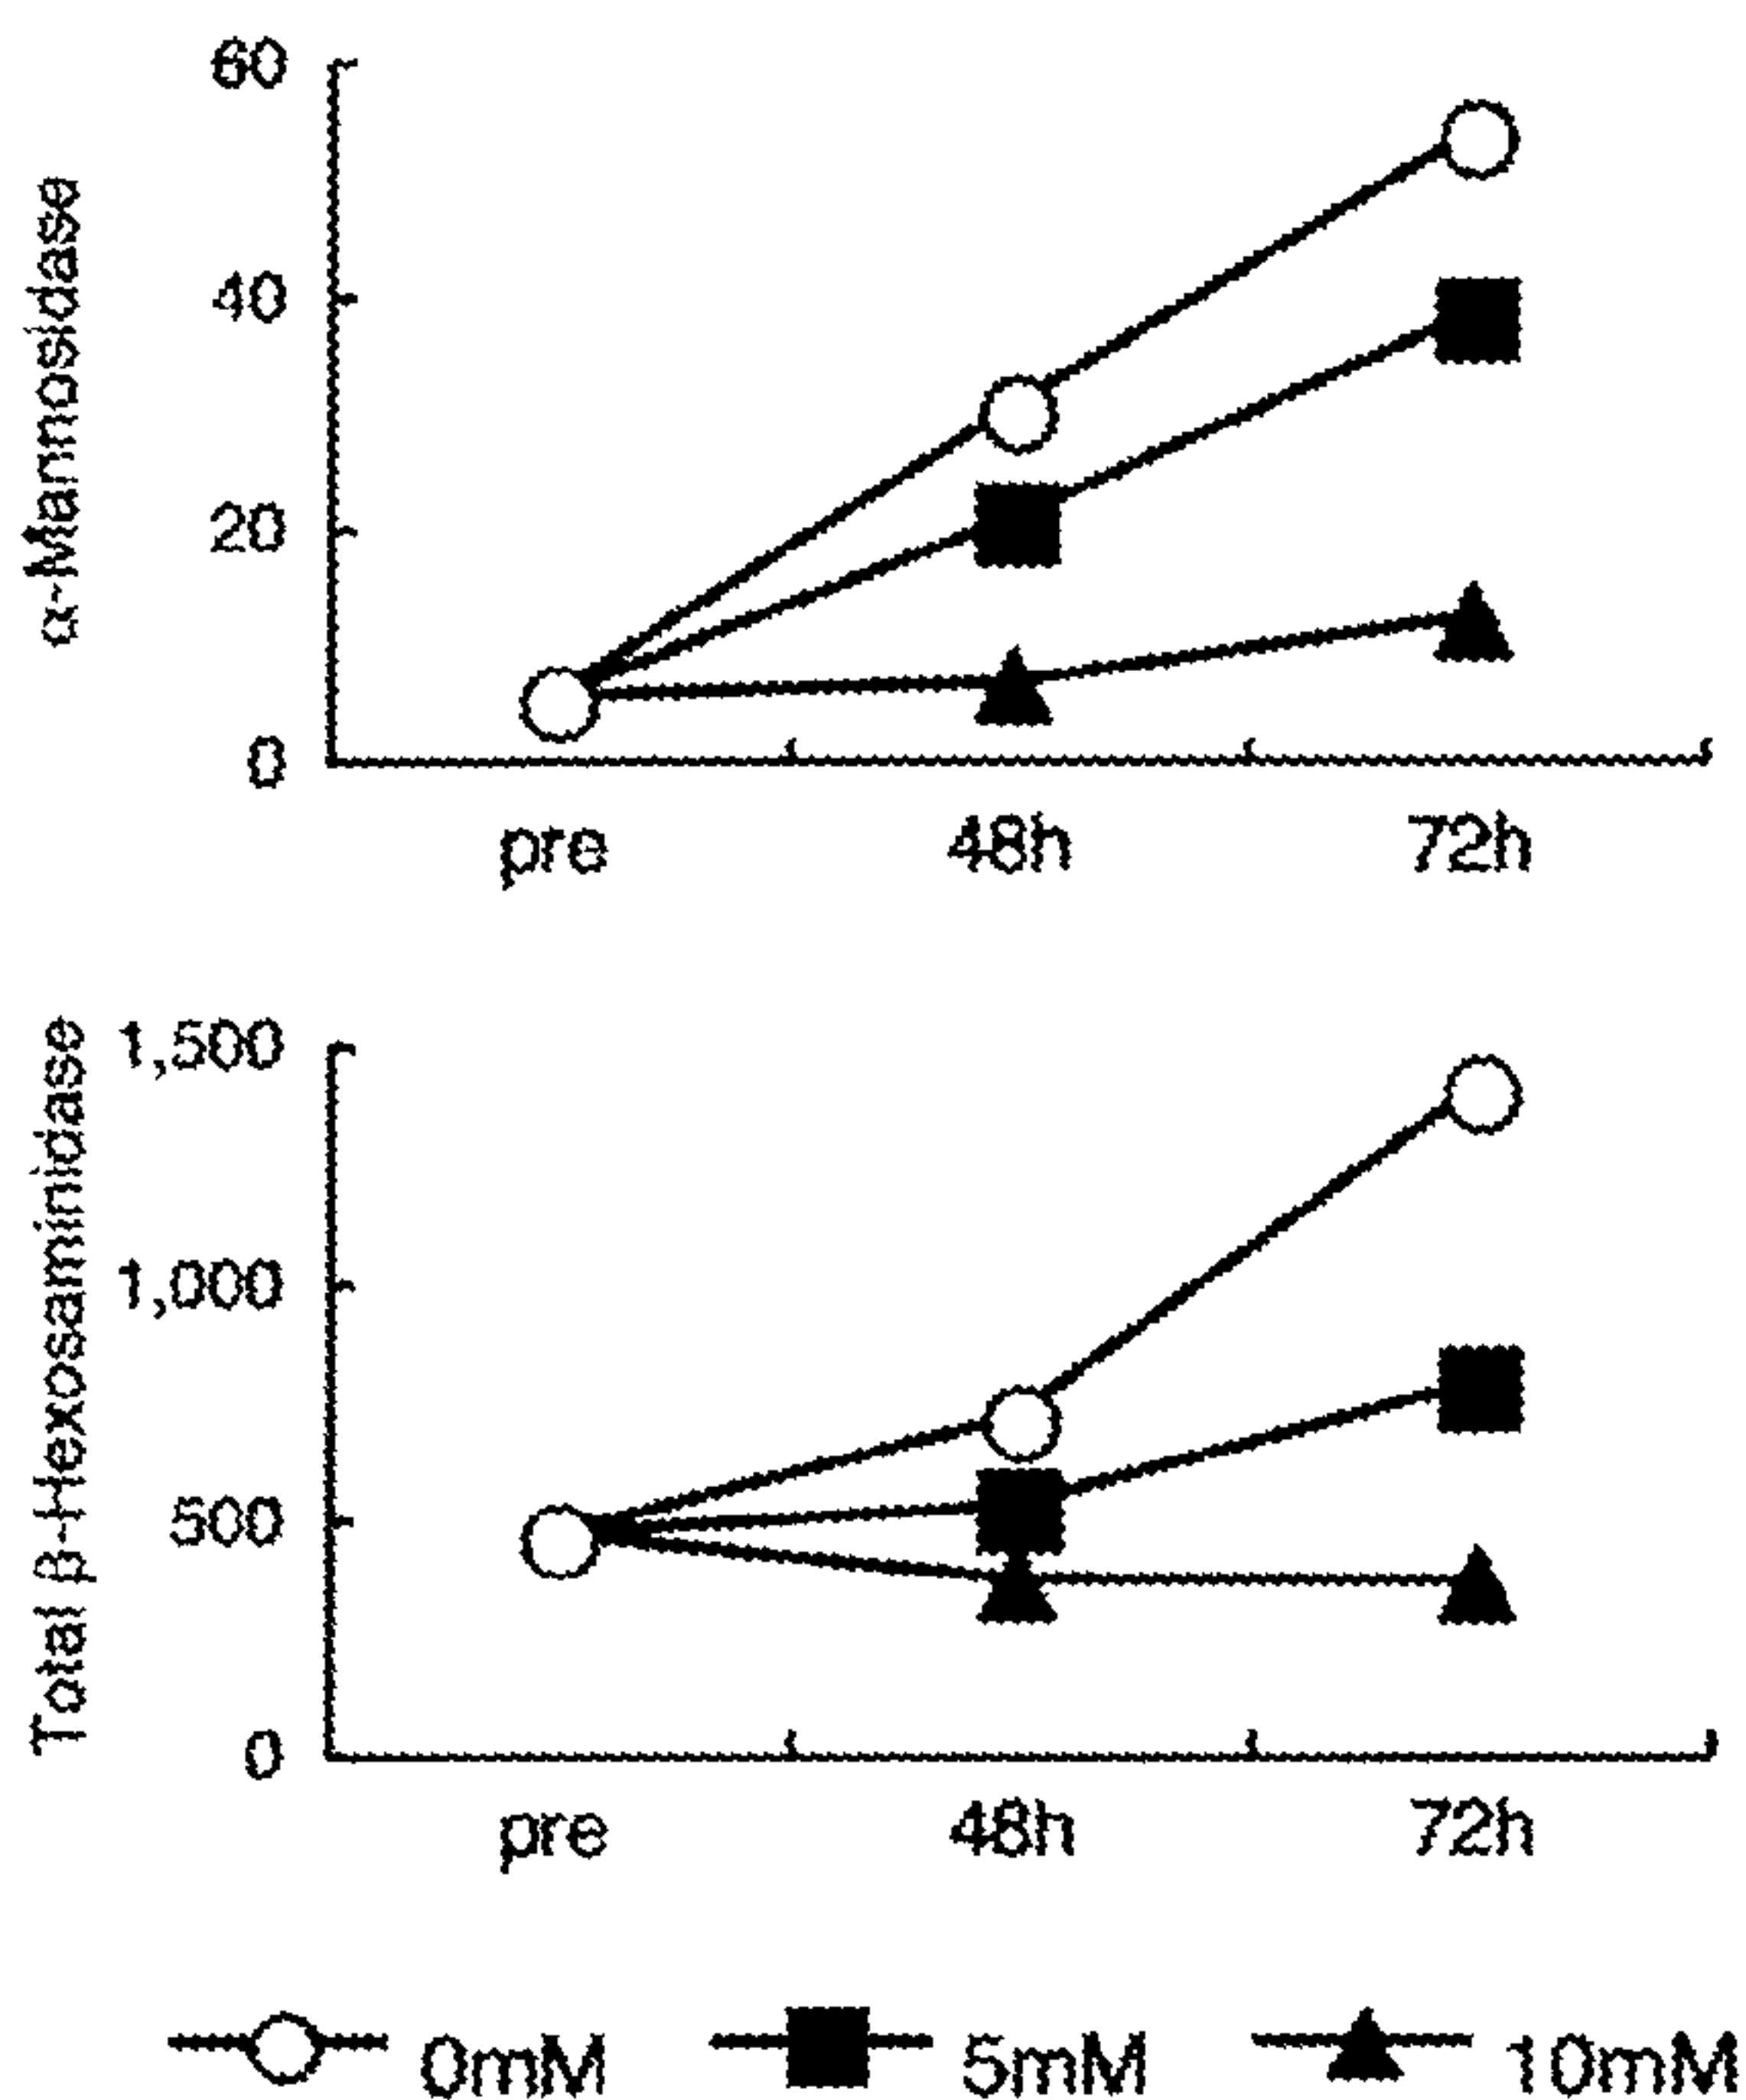 α-Mannosidase
60
40
20
0
pre 48h 72h
Total β-Hexosaminidase
1,500
1,000
500
0
pre 48h 72h
0mM 5mM 10mM